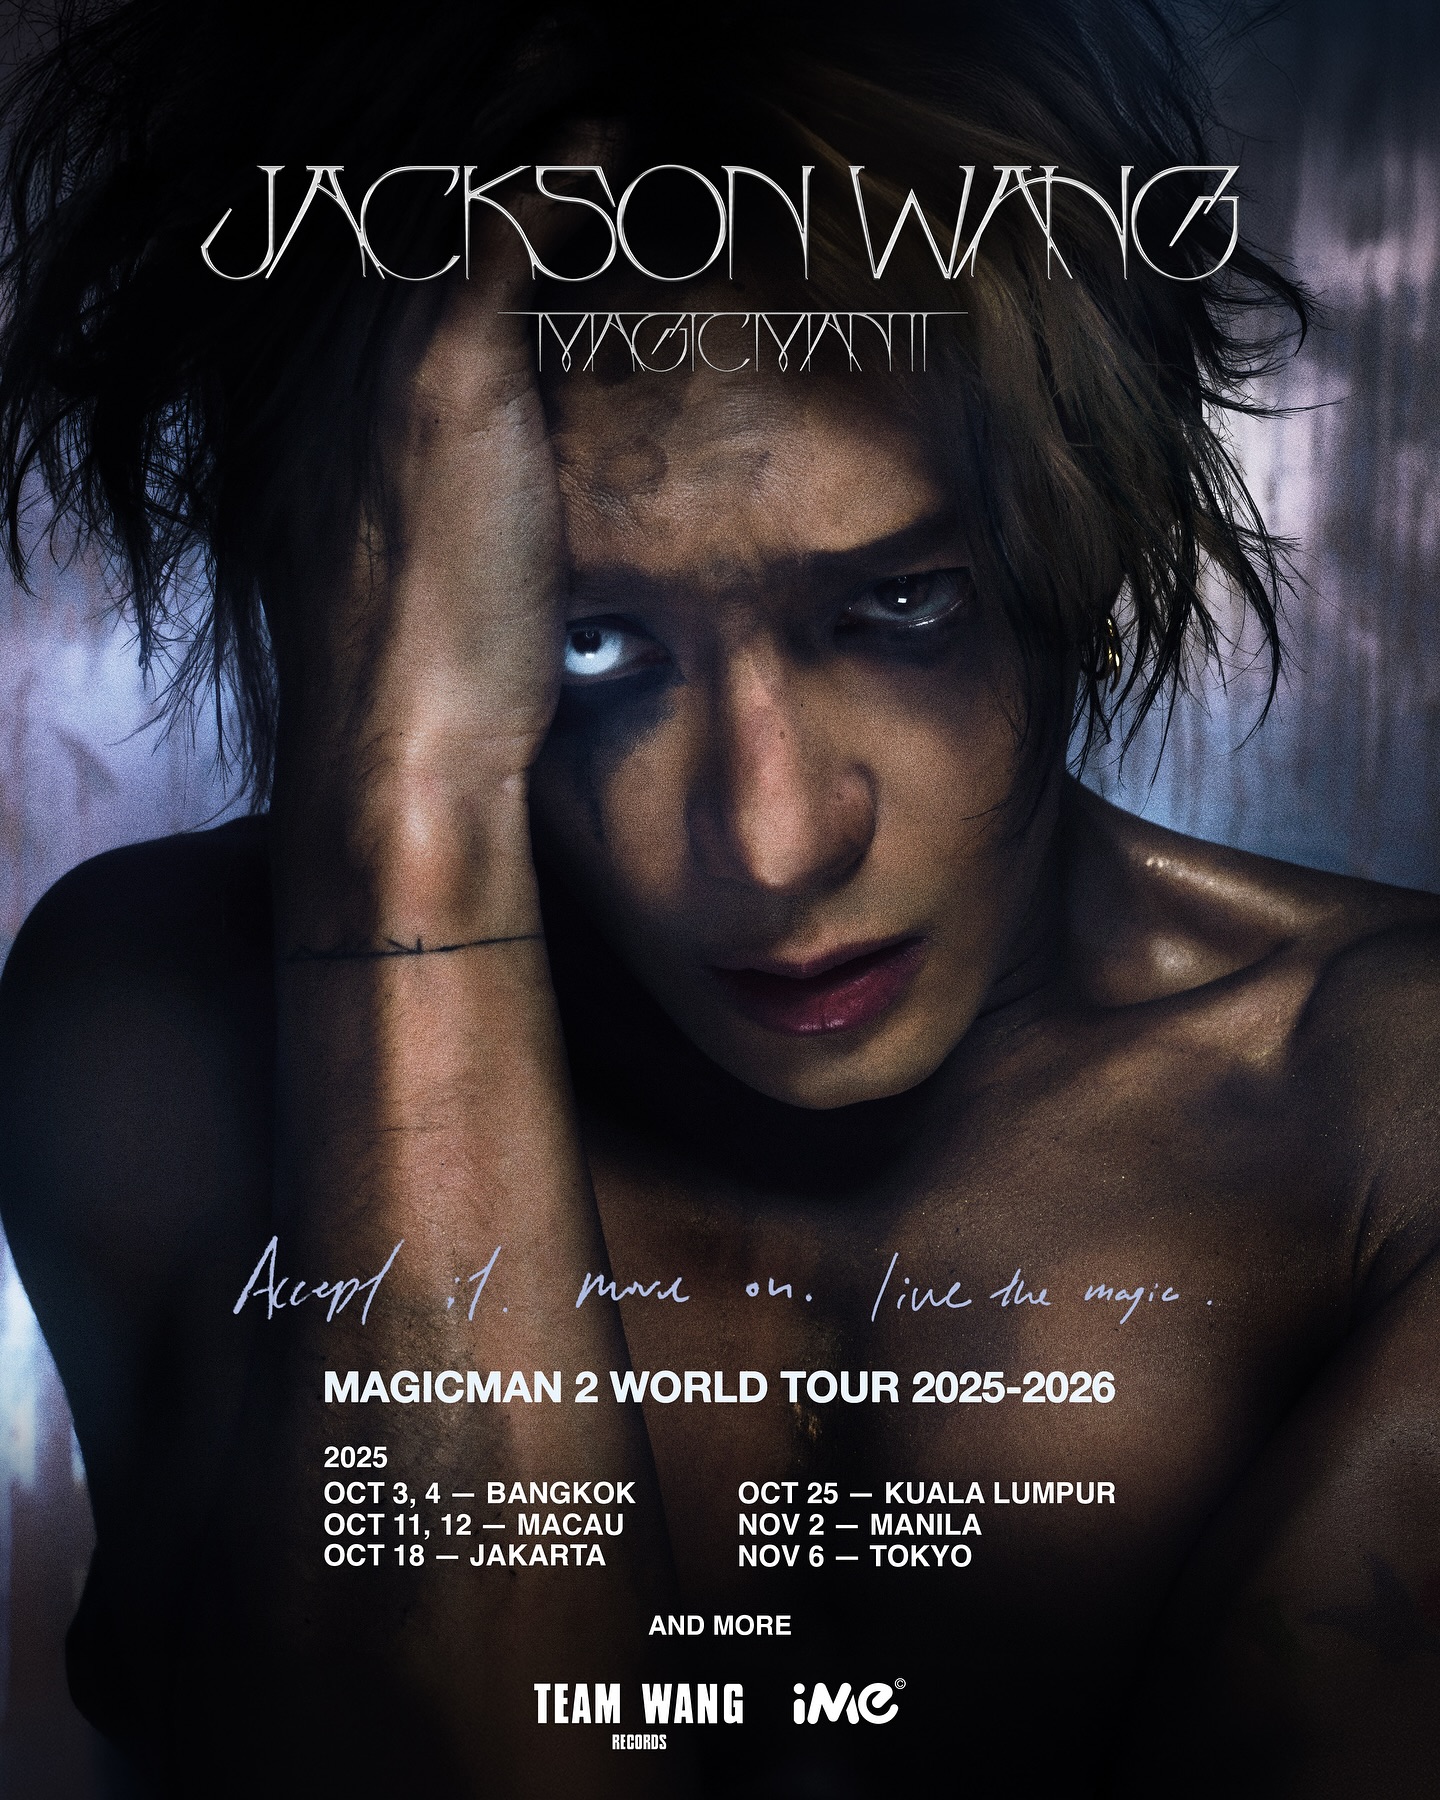 JACKSON WANG
MAGICMAN II
Accept it. move on. live the magic.
MAGICMAN 2 WORLD TOUR 2025-2026
2025
OCT 3, 4 — BANGKOK
OCT 11, 12 — MACAU
OCT 18 — JAKARTA
OCT 25 — KUALA LUMPUR
NOV 2 — MANILA
NOV 6 — TOKYO
AND MORE
TEAM WANG
RECORDS
iMe©